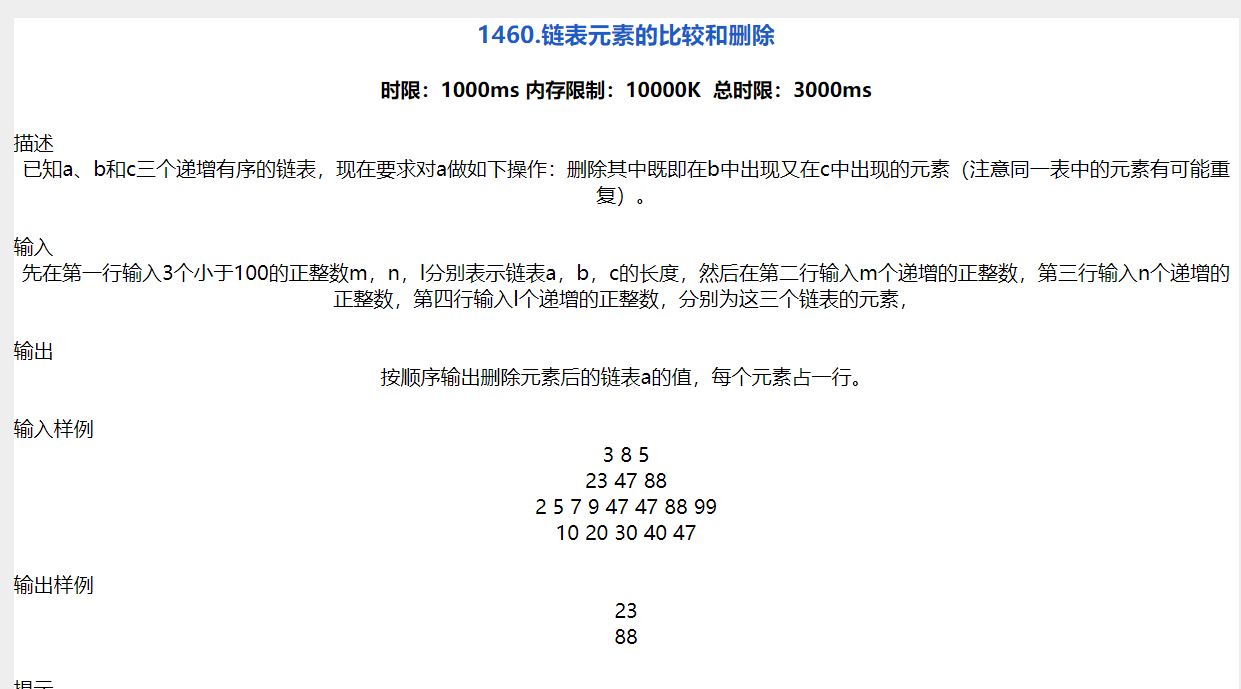 1460.链表元素的比较和删除
时限：1000ms 内存限制：10000K 总时限：3000ms
描述
已知a、b和c三个递增有序的链表，现在要求对a做如下操作：删除其中既即在b中出现又在c中出现的元素（注意同一表中的元素有可能重
复）。
输入
先在第一行输入3个小于100的正整数m，n，l分别表示链表a，b，c的长度，然后在第二行输入m个递增的正整数，第三行输入n个递增的
正整数，第四行输入l个递增的正整数，分别为这三个链表的元素，
输出
按顺序输出删除元素后的链表a的值，每个元素占一行。
输入样例
3 8 5
23 47 88
2 5 7 9 47 47 88 99
10 20 30 40 47
输出样例
23
88
提示